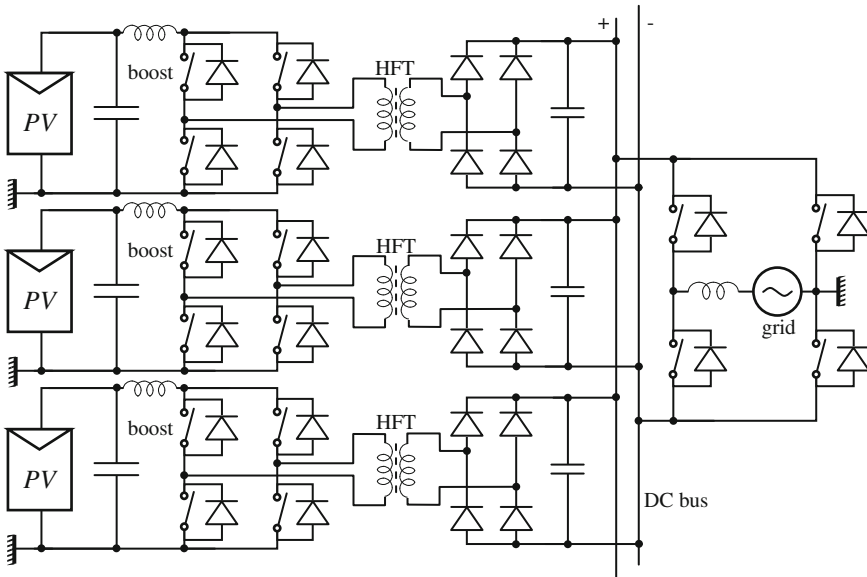 + -
boost
HFT
PV
boost
HFT
PV
grid
boost
HFT
PV
DC bus